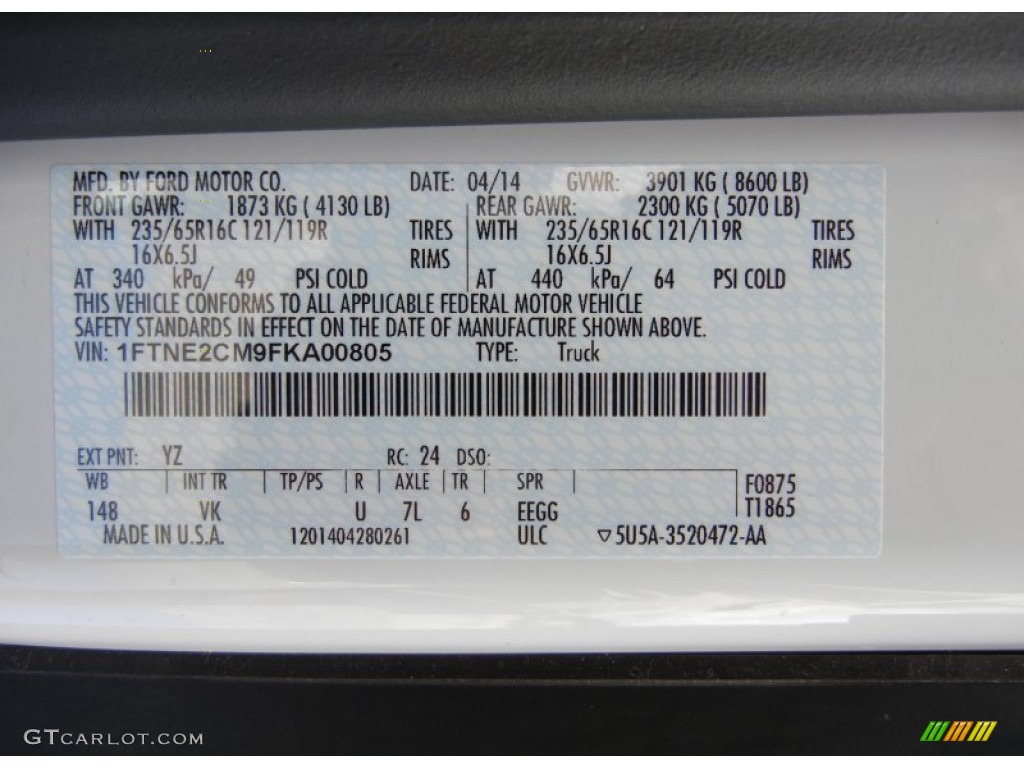 MFD. BY FORD MOTOR CO. DATE: 04/14 GVWR: 3901 KG ( 8600 LB)
FRONT GAWR: 1873 KG ( 4130 LB) REAR GAWR: 2300 KG ( 5070 LB)
WITH 235/65R16C 121/119R TIRES WITH 235/65R16C 121/119R TIRES
16X6.5J RIMS 16X6.5J RIMS
AT 340 kPa/ 49 PSI COLD AT 440 kPa/ 64 PSI COLD
THIS VEHICLE CONFORMS TO ALL APPLICABLE FEDERAL MOTOR VEHICLE
SAFETY STANDARDS IN EFFECT ON THE DATE OF MANUFACTURE SHOWN ABOVE.
VIN: 1FTNE2CM9FKA00805 TYPE: Truck
EXT PNT: YZ RC: 24 DSO:
WB INT TR TP/PS R AXLE TR SPR F0875
148 VK U 7L 6 EEGG T1865
MADE IN U.S.A. 1201404280261 ULC ▽5U5A-3520472-AA
GTCARLOT.COM